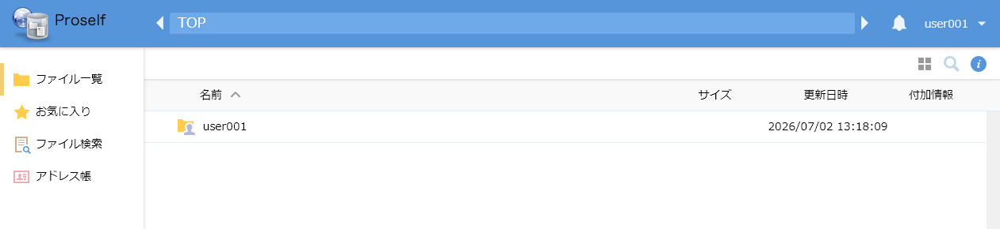 Proself
TOP
user001
ファイル一覧
お気に入り
ファイル検索
アドレス帳
名前 サイズ 更新日時 付加情報
user001 2026/07/02 13:18:09